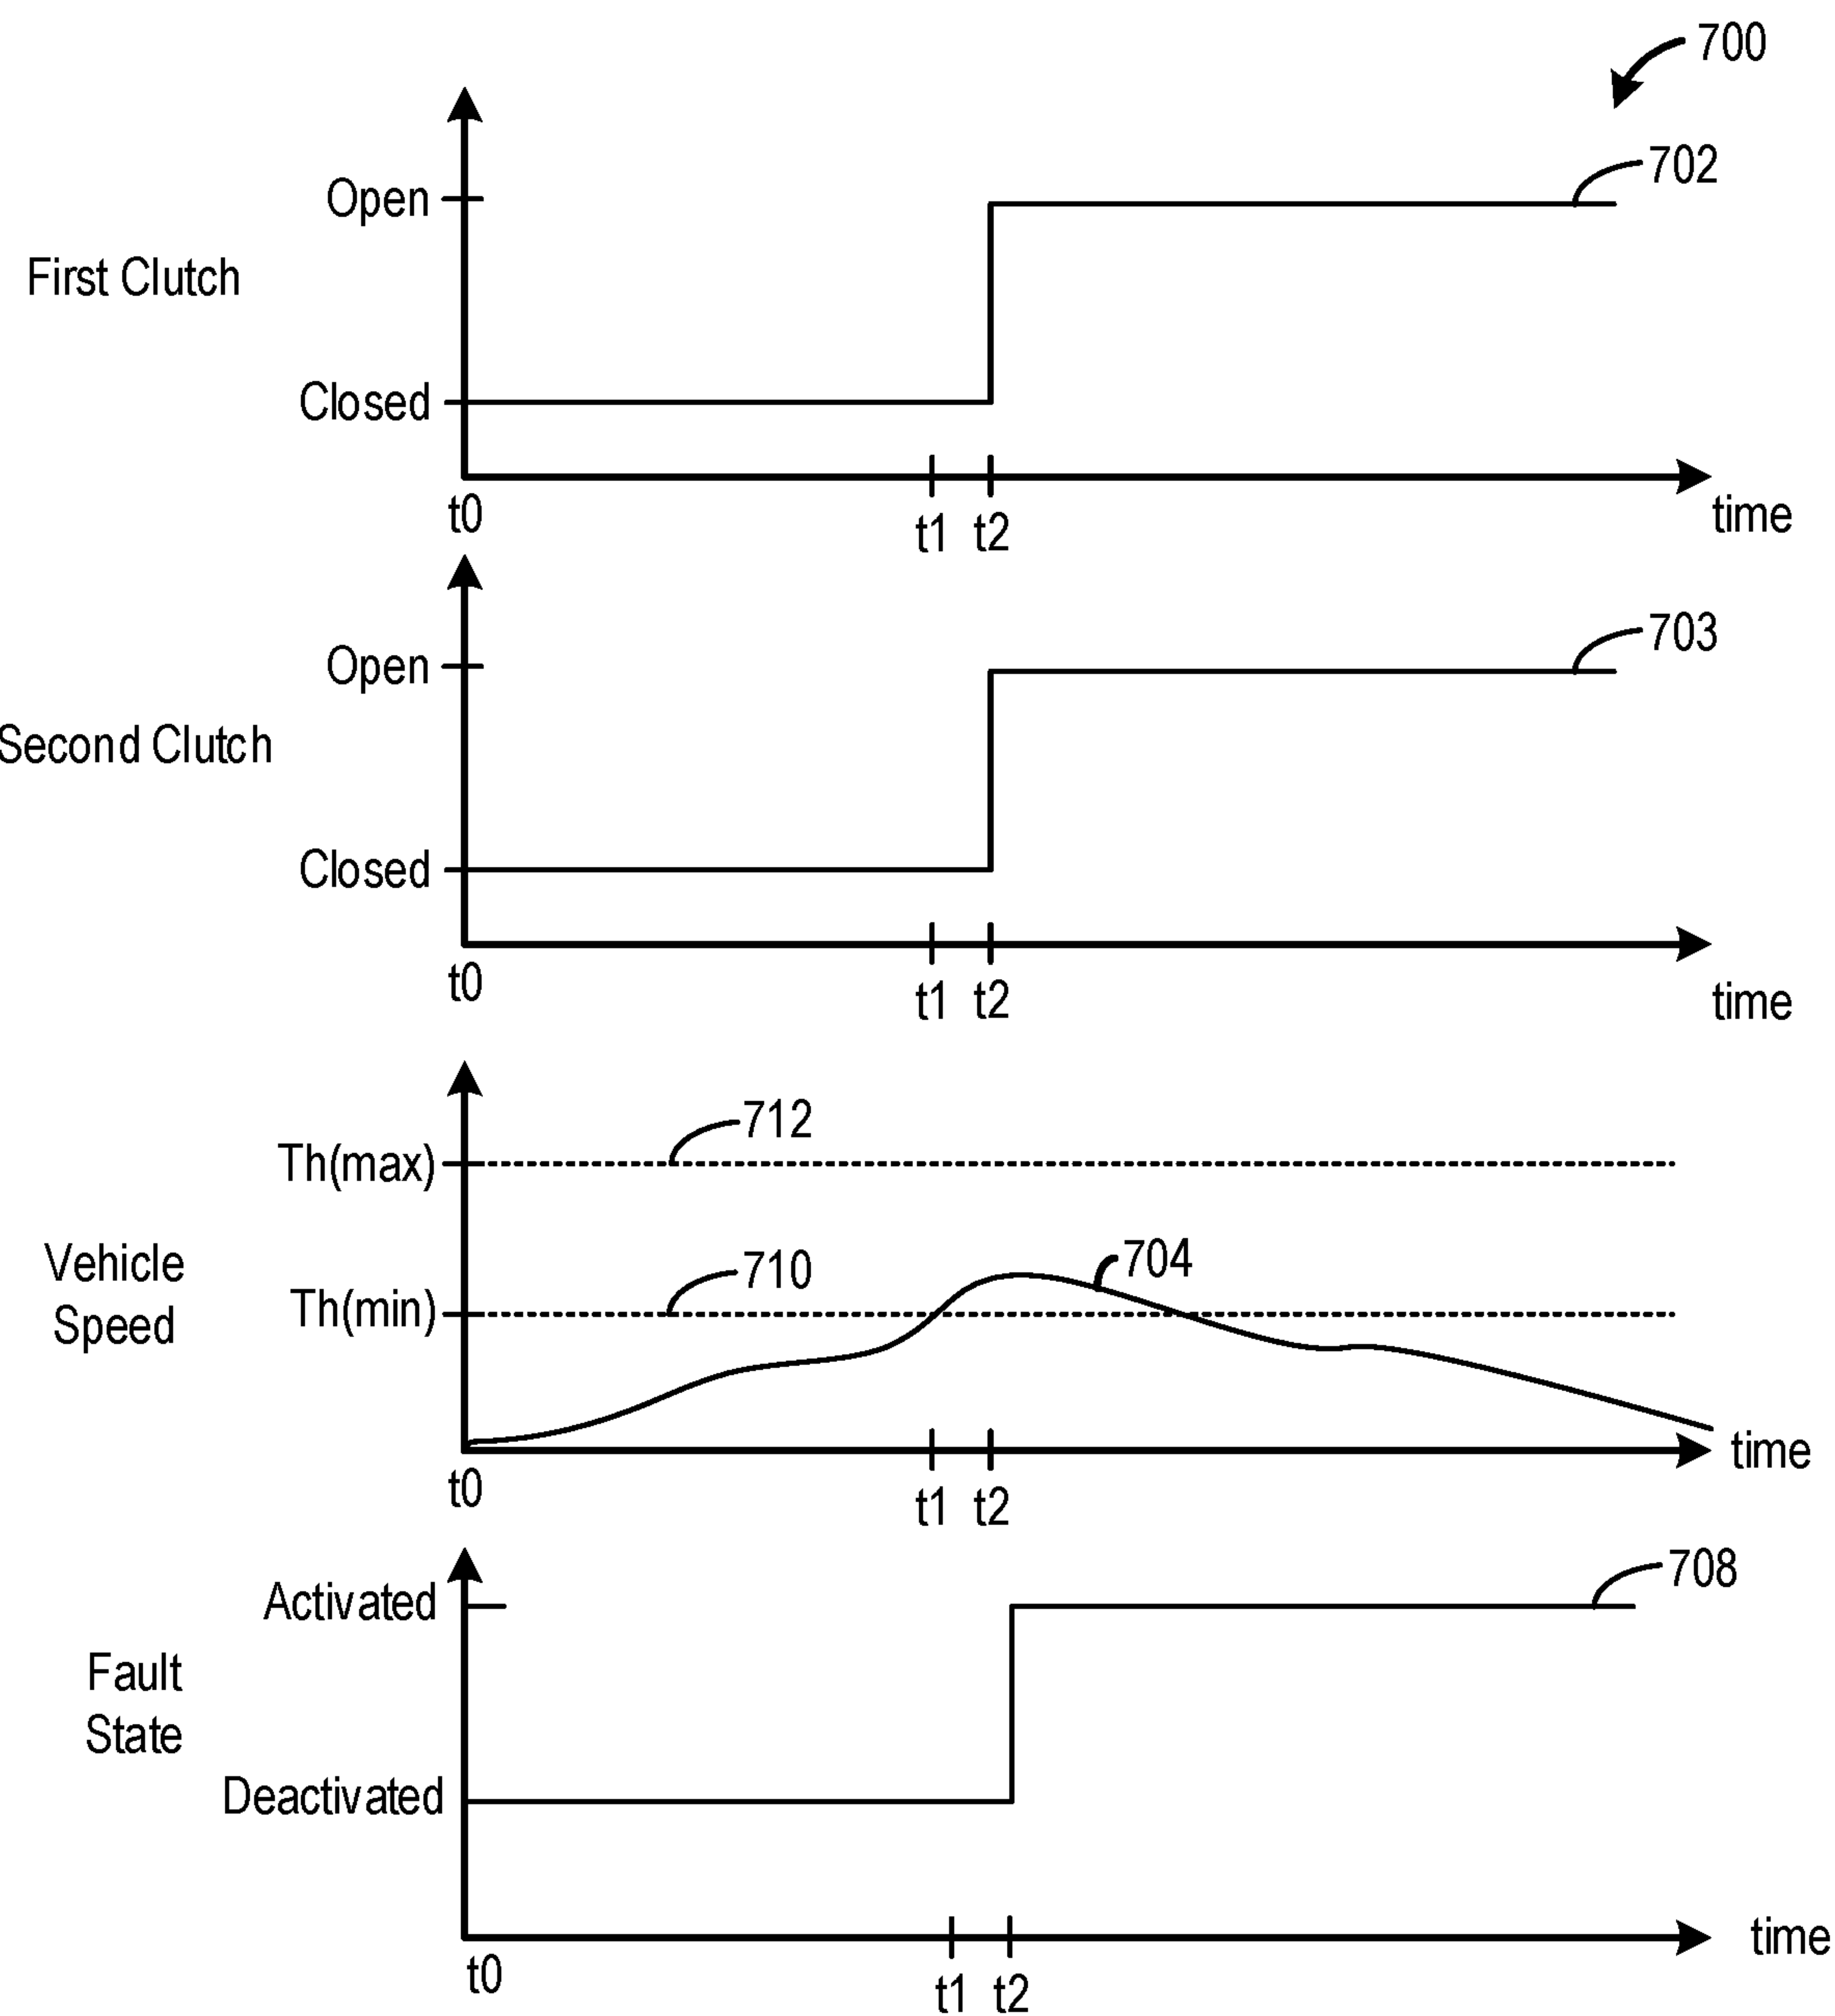 700
702
Open
First Clutch
Closed
t0
t1
t2
time
703
Open
Second Clutch
Closed
t0
t1
t2
time
712
Th(max)
710
704
Vehicle
Speed
Th(min)
time
t0
t1
t2
708
Activated
Fault
State
Deactivated
time
t0
t1
t2